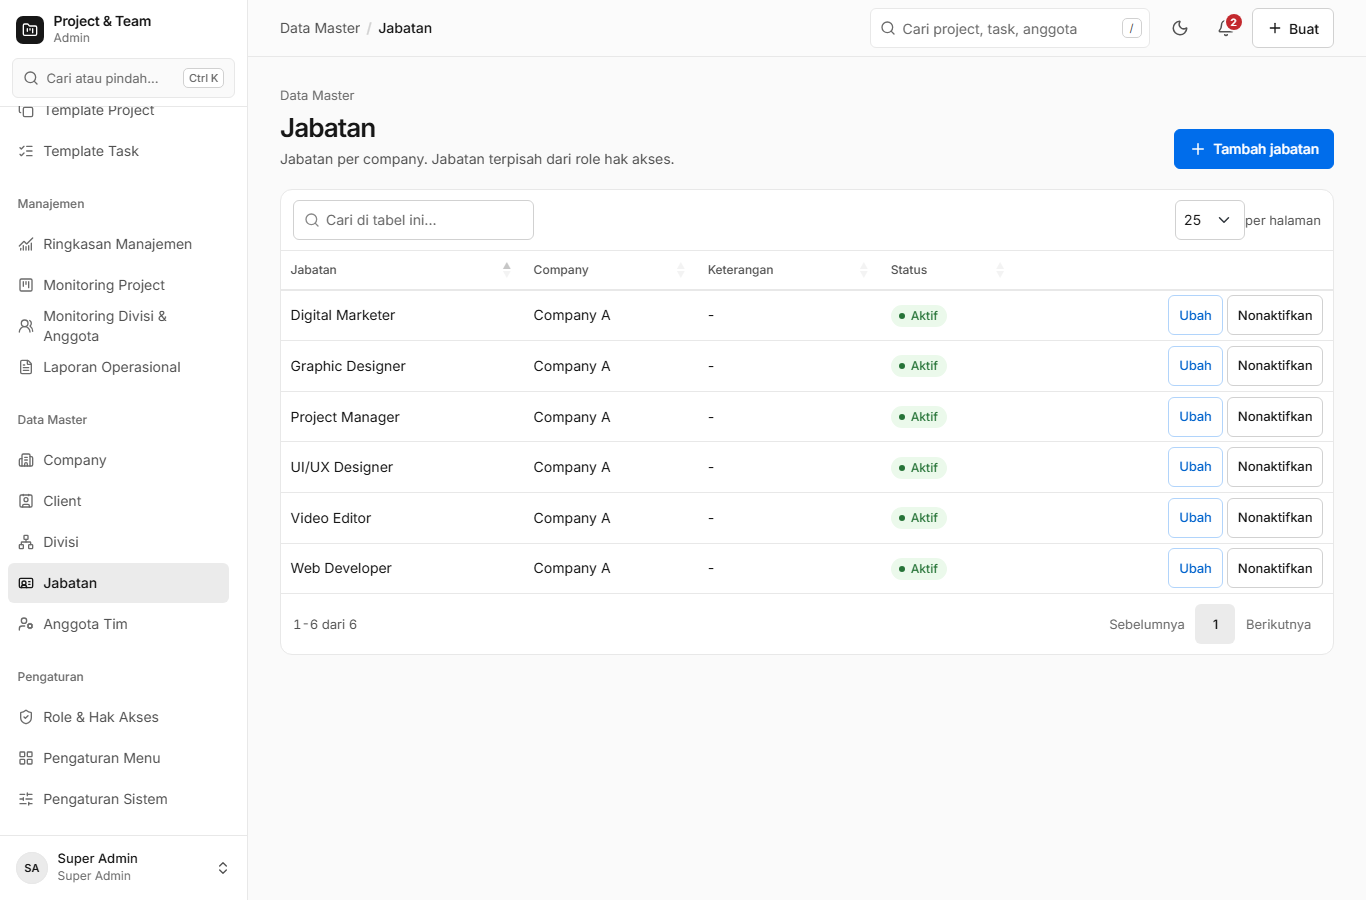 Project & Team
Admin
Cari atau pindah...
Ctrl K
Template Project
Template Task
Manajemen
Ringkasan Manajemen
Monitoring Project
Monitoring Divisi &
Anggota
Laporan Operasional
Data Master
Company
Client
Divisi
Jabatan
Anggota Tim
Pengaturan
Role & Hak Akses
Pengaturan Menu
Pengaturan Sistem
SA
Super Admin
Super Admin
Data Master / Jabatan
Cari project, task, anggota
/
2
Buat
Data Master
Jabatan
Jabatan per company. Jabatan terpisah dari role hak akses.
Tambah jabatan
Cari di tabel ini...
25 per halaman
Jabatan Company Keterangan Status
Digital Marketer Company A - Aktif Ubah Nonaktifkan
Graphic Designer Company A - Aktif Ubah Nonaktifkan
Project Manager Company A - Aktif Ubah Nonaktifkan
UI/UX Designer Company A - Aktif Ubah Nonaktifkan
Video Editor Company A - Aktif Ubah Nonaktifkan
Web Developer Company A - Aktif Ubah Nonaktifkan
1-6 dari 6
Sebelumnya 1 Berikutnya